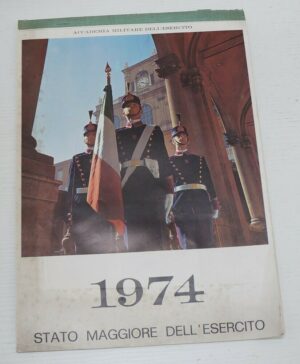 ACCADEMIA MILITARE DELL'ESERCITO
1974
STATO MAGGIORE DELL'ESERCITO